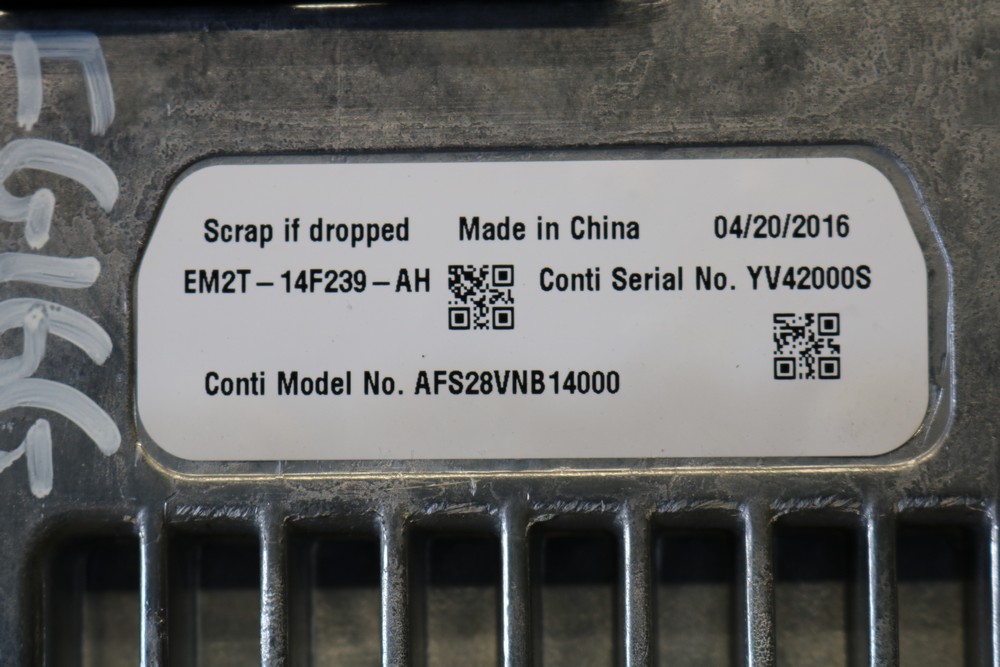 Scrap if dropped Made in China 04/20/2016
EM2T-14F239-AH Conti Serial No. YV42000S
Conti Model No. AFS28VNB14000